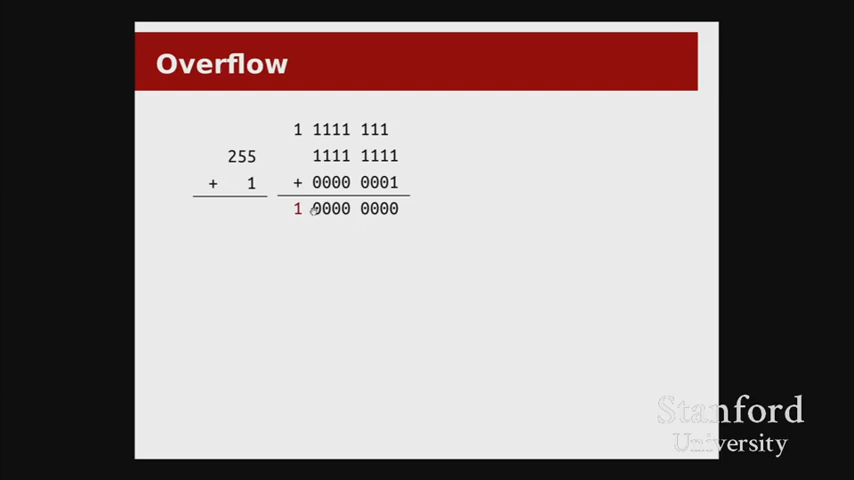 Overflow
1 1111 111
255 1111 1111
+ 1 + 0000 0001
1 0000 0000
Stanford
University